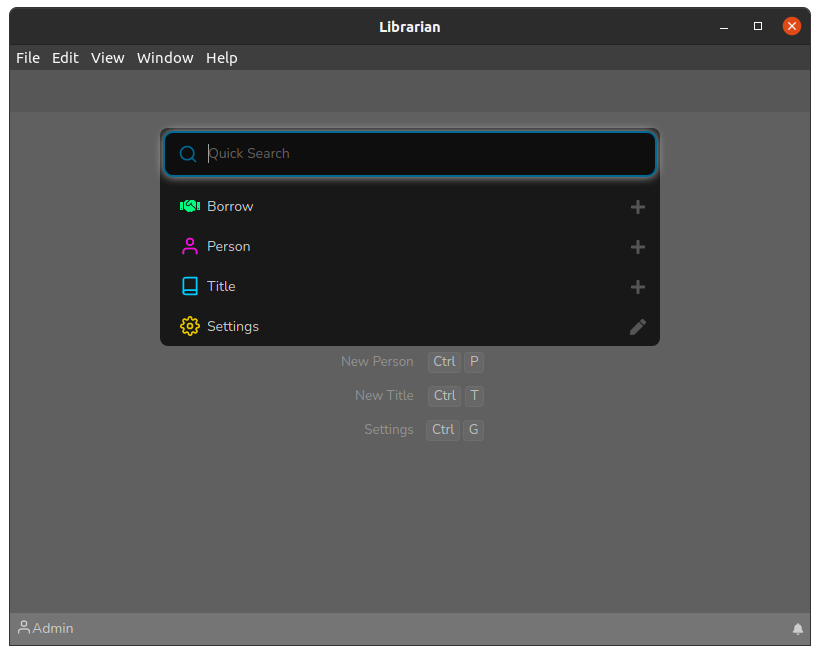 Librarian
File Edit View Window Help
Quick Search
Borrow
Person
Title
Settings
New Person Ctrl P
New Title Ctrl T
Settings Ctrl G
Admin